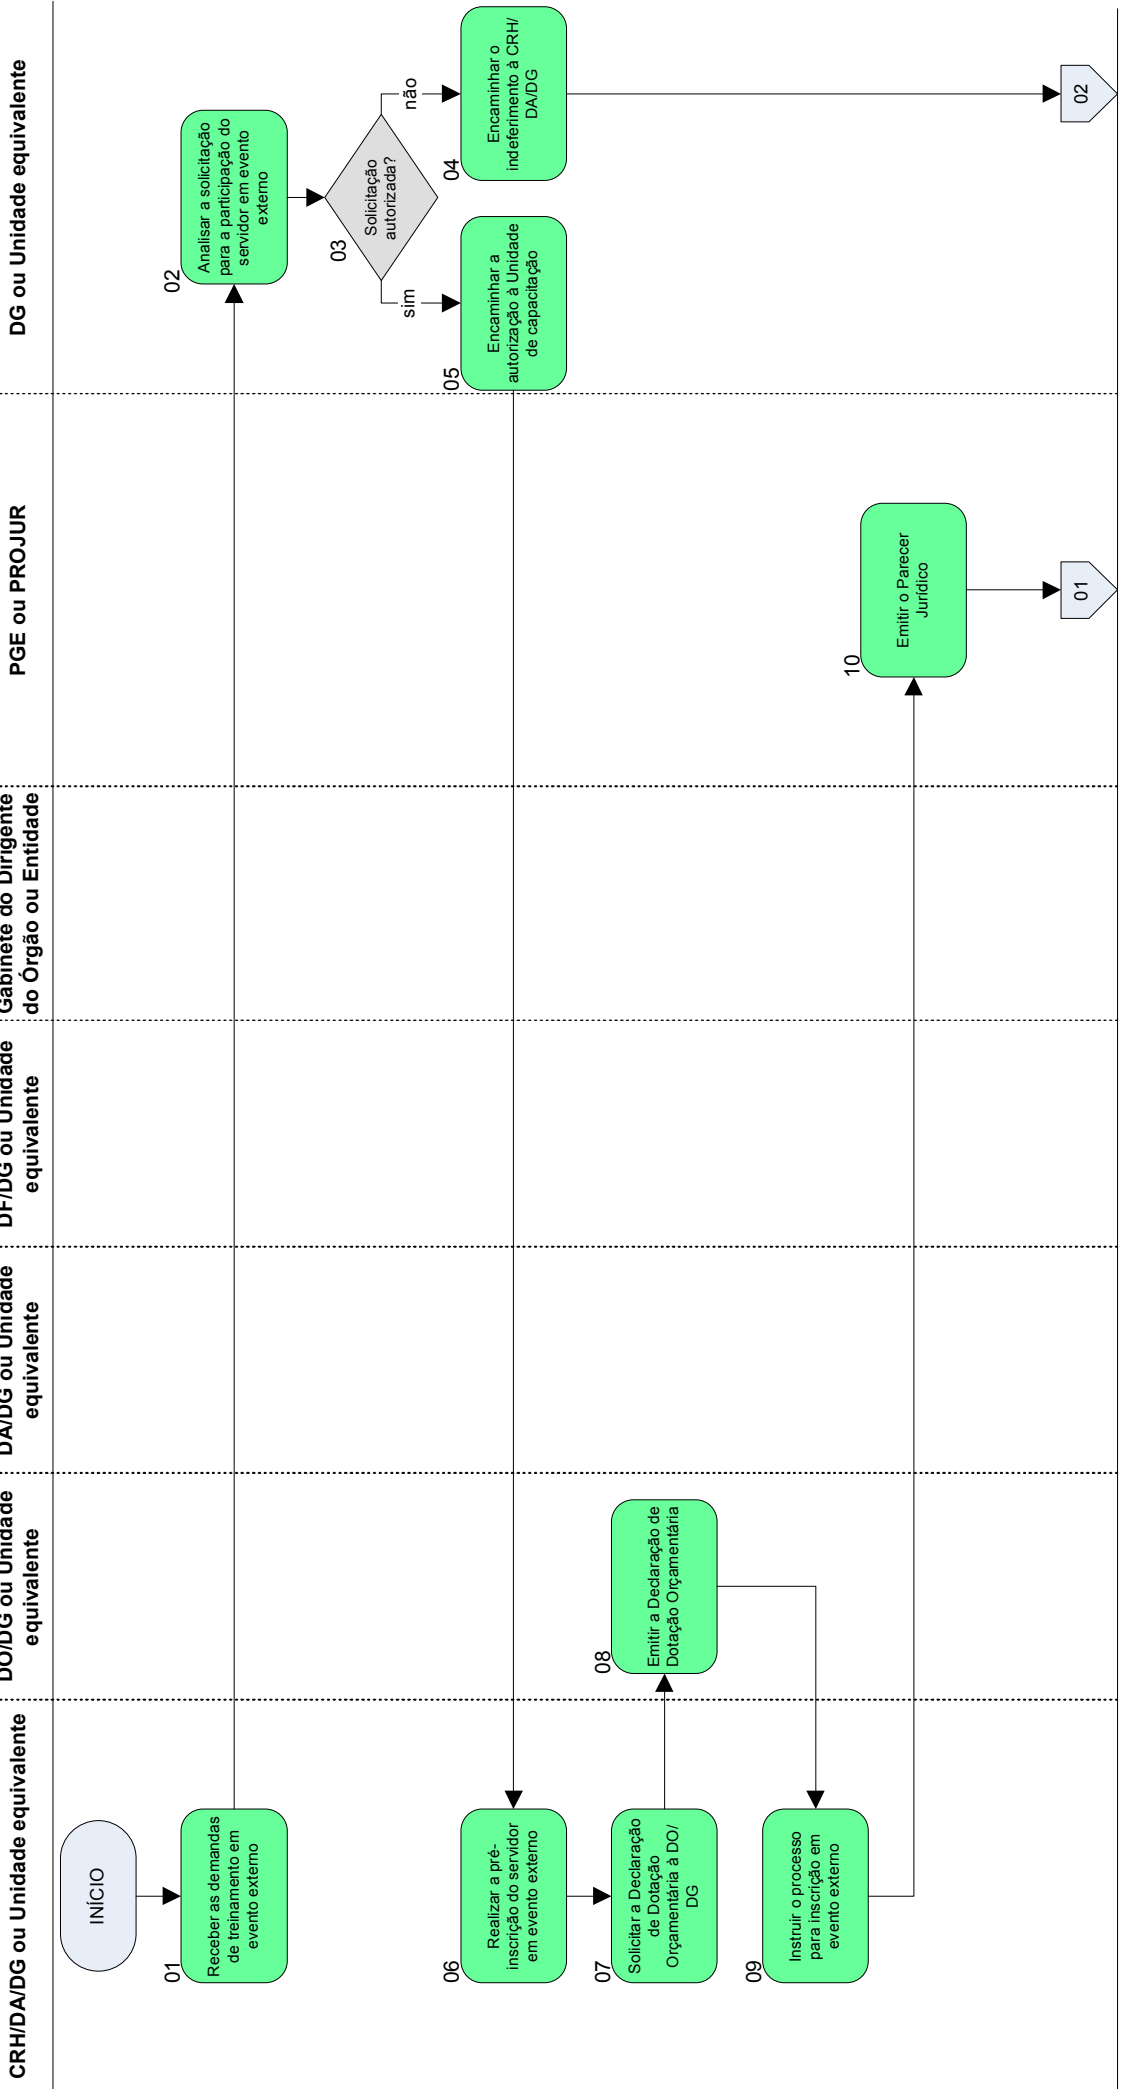 CRH/DA/DG ou Unidade equivalente
DO/DG ou Unidade
equivalente
DA/DG ou Unidade
equivalente
DF/DG ou Unidade
equivalente
Gabinete do Dirigente
do Órgão ou Entidade
PGE ou PROJUR
DG ou Unidade equivalente
INÍCIO
01
Receber as demandas
de treinamento em
evento externo
02
Analisar a solicitação
para a participação do
servidor em evento
externo
03
Solicitação
autorizada?
sim
não
04
Encaminhar o
indeferimento à CRH/
DA/DG
05
Encaminhar a
autorização à Unidade
de capacitação
06
Realizar a pré-
inscrição do servidor
em evento externo
07
Solicitar a Declaração
de Dotação
Orçamentária à DO/
DG
08
Emitir a Declaração de
Dotação Orçamentária
09
Instruir o processo
para inscrição em
evento externo
10
Emitir o Parecer
Jurídico
01
02